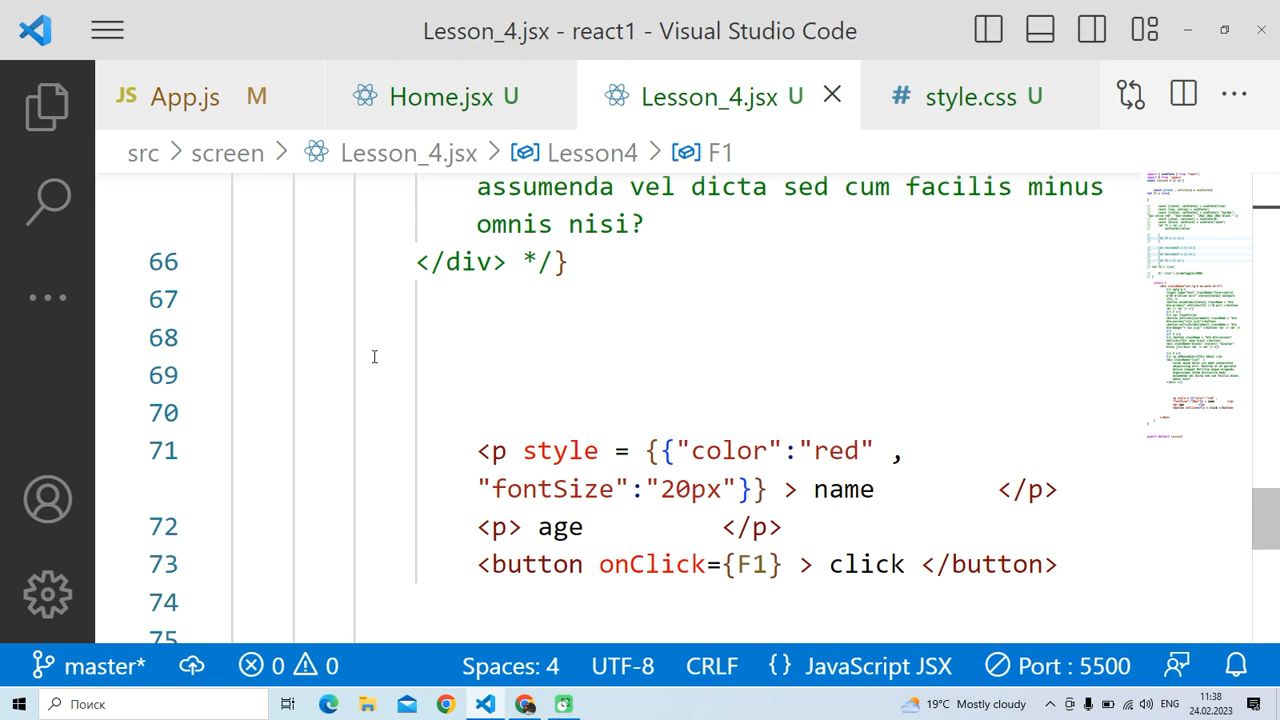 Lesson_4.jsx - react1 - Visual Studio Code
JS App.js M Home.jsx U Lesson_4.jsx U # style.css U
src > screen > Lesson_4.jsx > Lesson4 > F1
assumenda vel dicta sed cum facilis minus
omnis nisi?
66 </div> */}
67
68
69
70
71 <p style = {{"color":"red" ,
"fontSize":"20px"}} > name </p>
72 <p> age </p>
73 <button onClick={F1} > click </button>
74
75
master* 0 0 Spaces: 4 UTF-8 CRLF {} JavaScript JSX Port : 5500
Поиск 19°C Mostly cloudy ENG 11:38
24.02.2023